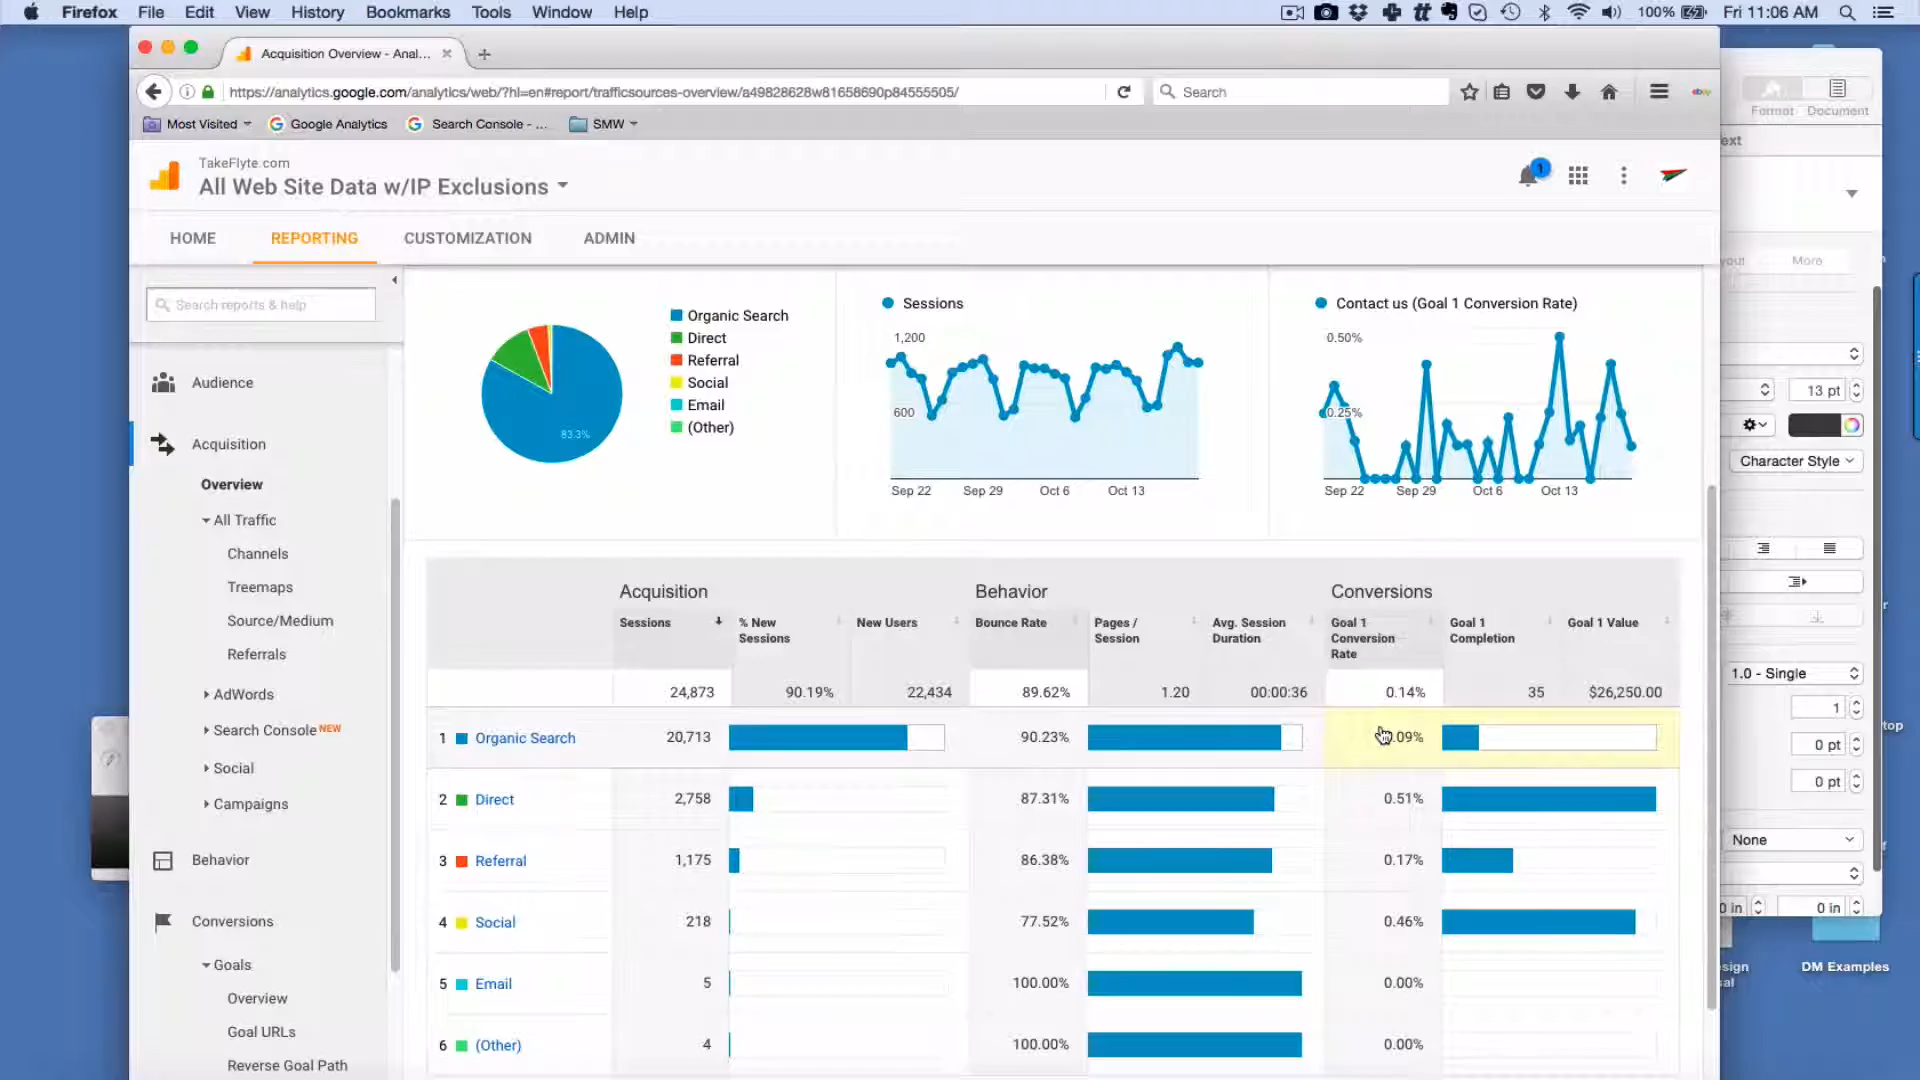 Firefox File Edit View History Bookmarks Tools Window Help
100% Fri 11:06 AM
Acquisition Overview - Anal...
https://analytics.google.com/analytics/web/?hl=en#report/trafficsources-overview/a49828628w81658690p84555505/
Search
Most Visited Google Analytics Search Console - ... SMW
TakeFlyte.com
All Web Site Data w/IP Exclusions
1
HOME REPORTING CUSTOMIZATION ADMIN
Search reports & help
Audience
Acquisition
Overview
All Traffic
Channels
Treemaps
Source/Medium
Referrals
AdWords
Search Console NEW
Social
Campaigns
Behavior
Conversions
Goals
Overview
Goal URLs
Reverse Goal Path
83.3%
Organic Search
Direct
Referral
Social
Email
(Other)
Sessions
1,200
600
Sep 22 Sep 29 Oct 6 Oct 13
Contact us (Goal 1 Conversion Rate)
0.50%
0.25%
Sep 22 Sep 29 Oct 6 Oct 13
Acquisition Behavior Conversions
Sessions % New Sessions New Users Bounce Rate Pages / Session Avg. Session Duration Goal 1 Conversion Rate Goal 1 Completion Goal 1 Value
24,873 90.19% 22,434 89.62% 1.20 00:00:36 0.14% 35 $26,250.00
1 Organic Search 20,713 90.23% .09%
2 Direct 2,758 87.31% 0.51%
3 Referral 1,175 86.38% 0.17%
4 Social 218 77.52% 0.46%
5 Email 5 100.00% 0.00%
6 (Other) 4 100.00% 0.00%
Format Document
ext
More
13 pt
Character Style
1.0 - Single
1
0 pt
0 pt
None
0 in 0 in
top
sign
al
DM Examples